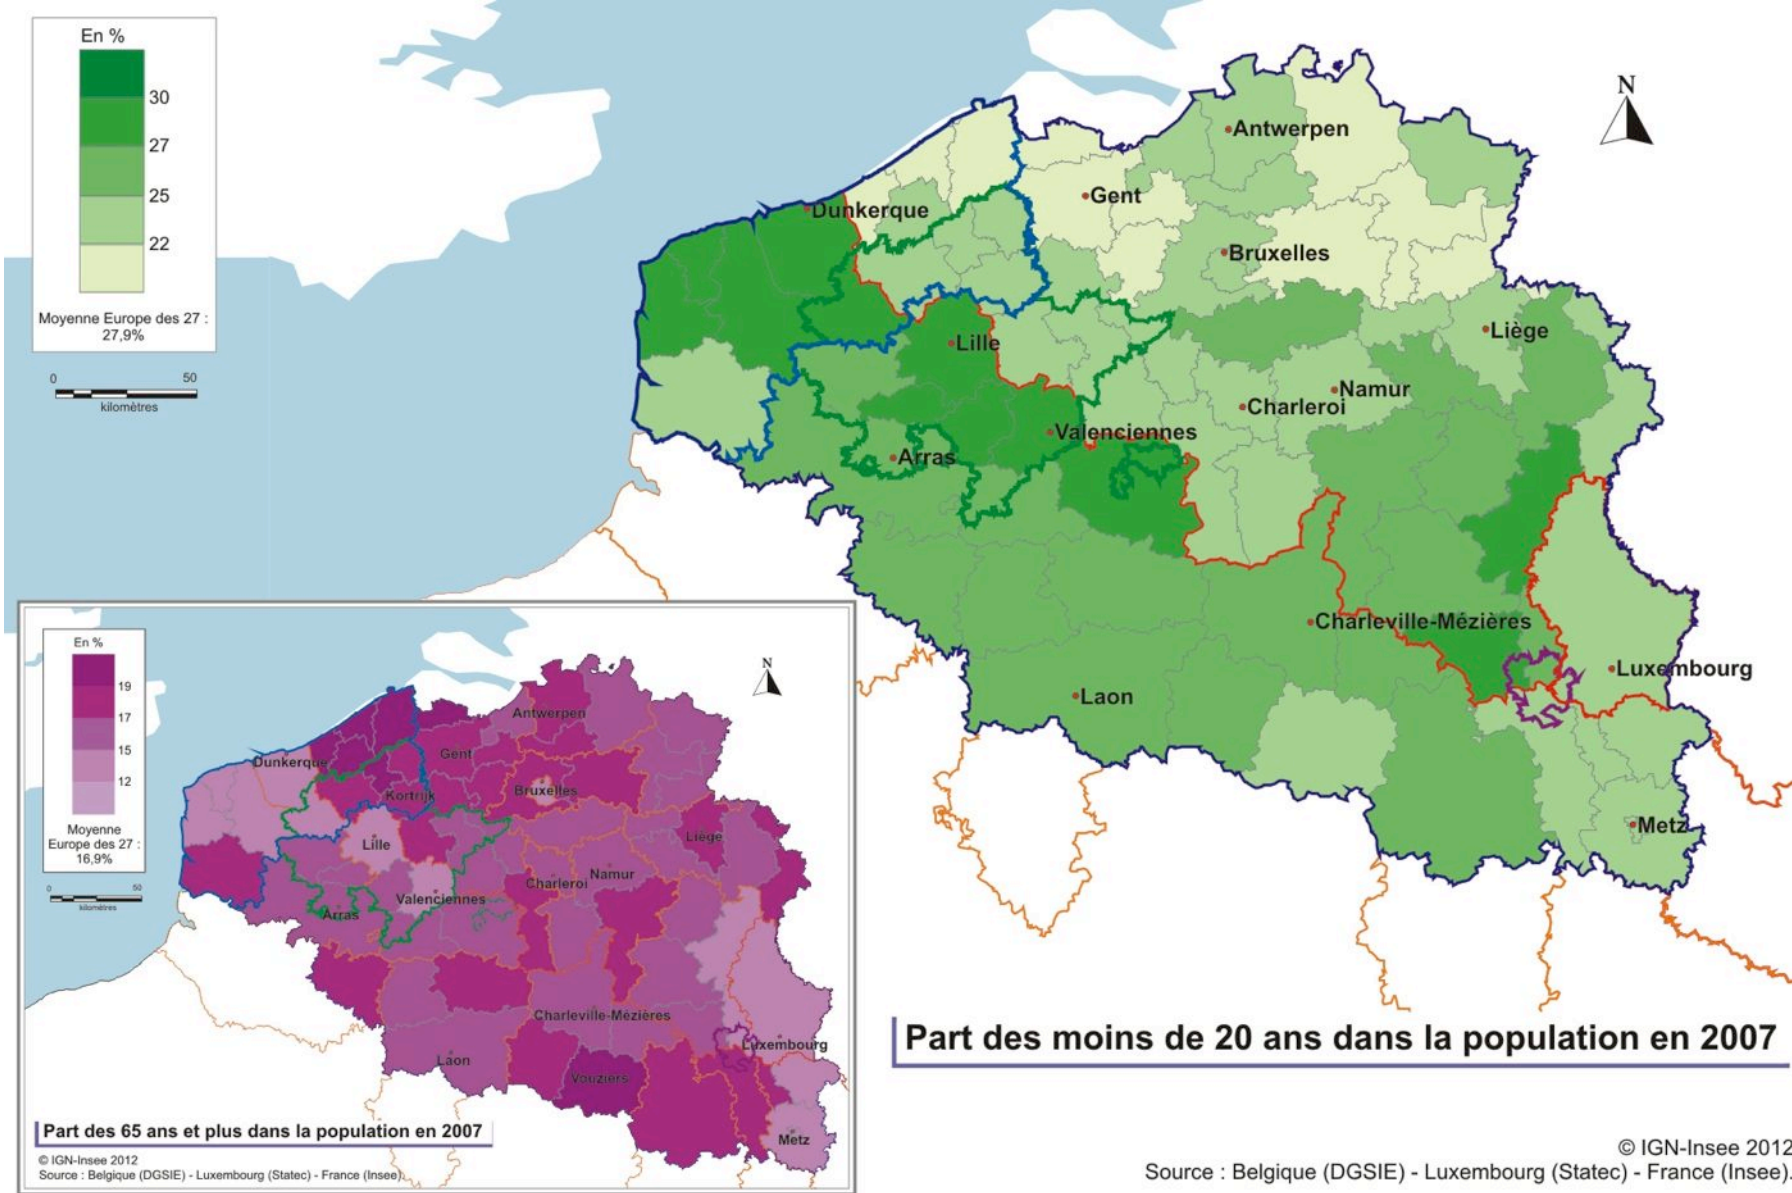 En %
30
27
25
22
Moyenne Europe des 27 :
27,9%
0 50
kilomètres
N
Antwerpen
Gent
Dunkerque
Bruxelles
Liège
Lille
Namur
Charleroi
Valenciennes
Arras
Charleville-Mézières
Luxembourg
Laon
Metz
Part des moins de 20 ans dans la population en 2007
© IGN-Insee 2012
Source : Belgique (DGSIE) - Luxembourg (Statec) - France (Insee).
En %
19
17
15
12
Moyenne
Europe des 27 :
16,9%
0 50
kilomètres
N
Antwerpen
Gent
Dunkerque
Bruxelles
Kortrijk
Liège
Lille
Namur
Charleroi
Valenciennes
Arras
Charleville-Mézières
Luxembourg
Laon
Vouziers
Metz
Part des 65 ans et plus dans la population en 2007
© IGN-Insee 2012
Source : Belgique (DGSIE) - Luxembourg (Statec) - France (Insee).